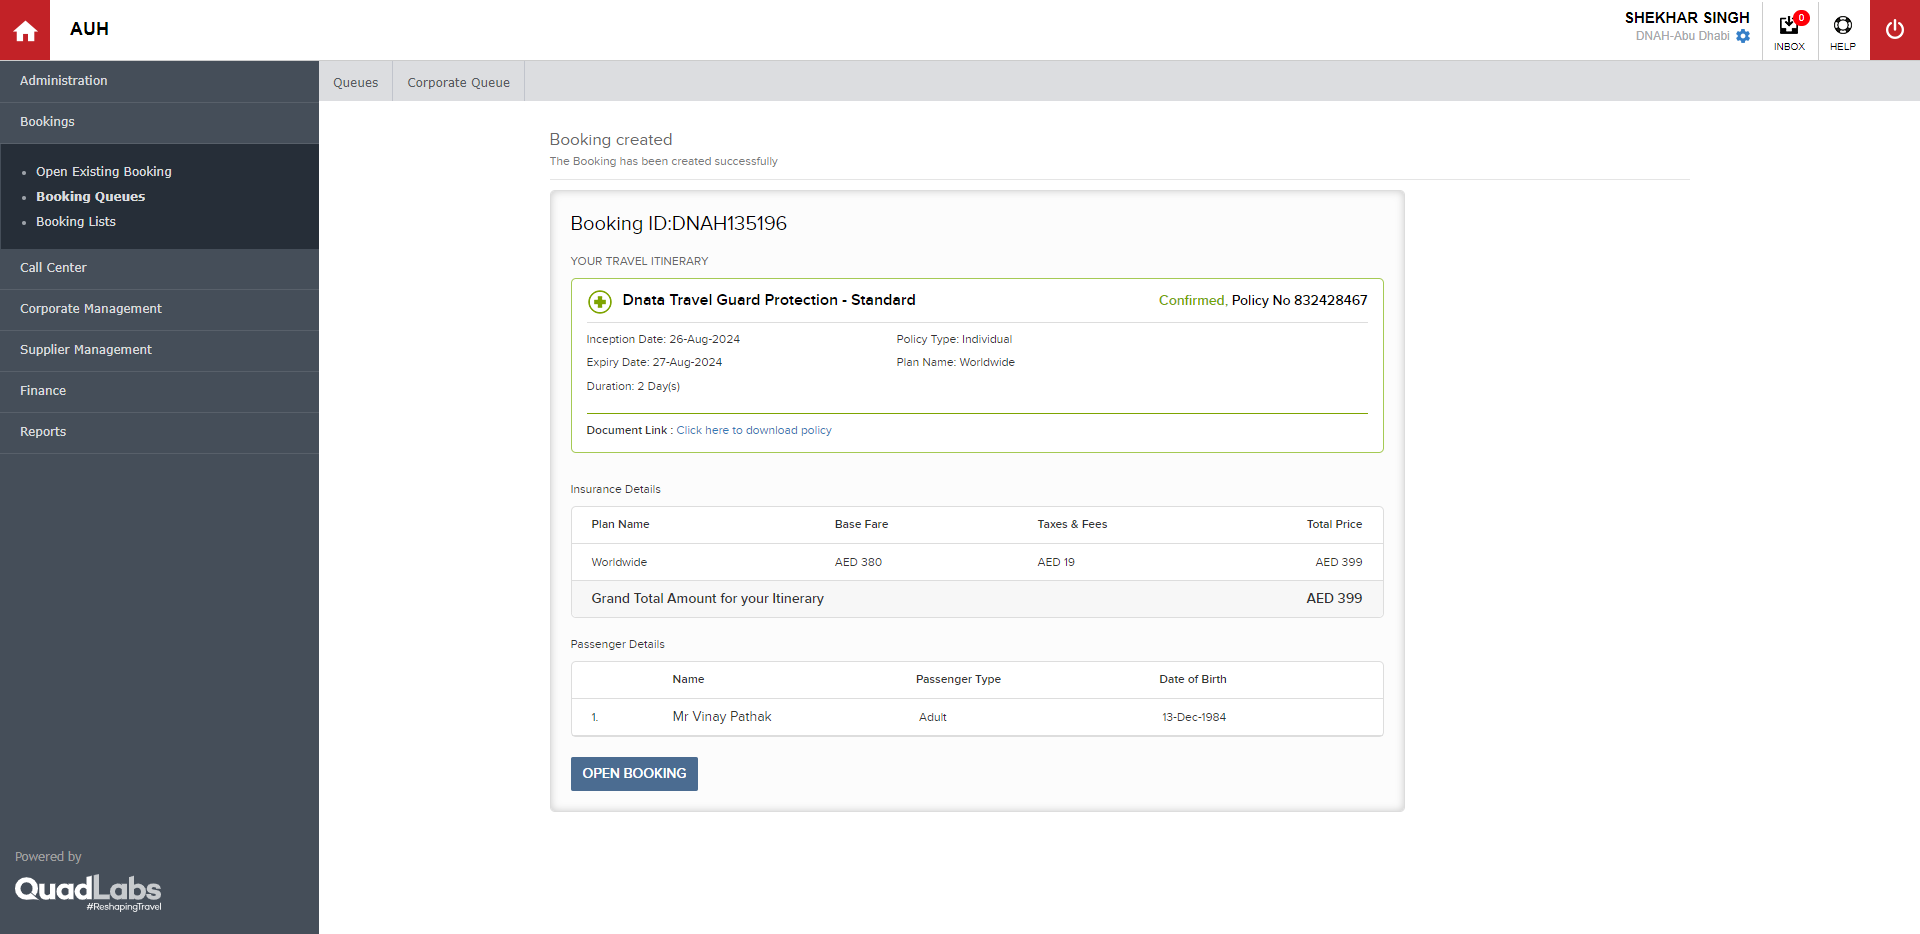 AUH
SHEKHAR SINGH
DNAH-Abu Dhabi
0
INBOX
HELP
Administration
Bookings
Open Existing Booking
Booking Queues
Booking Lists
Call Center
Corporate Management
Supplier Management
Finance
Reports
Powered by
QuadLabs
#ReshapingTravel
Queues Corporate Queue
Booking created
The Booking has been created successfully
Booking ID:DNAH135196
YOUR TRAVEL ITINERARY
Dnata Travel Guard Protection - Standard Confirmed, Policy No 832428467
Inception Date: 26-Aug-2024 Policy Type: Individual
Expiry Date: 27-Aug-2024 Plan Name: Worldwide
Duration: 2 Day(s)
Document Link : Click here to download policy
Insurance Details
Plan Name Base Fare Taxes & Fees Total Price
Worldwide AED 380 AED 19 AED 399
Grand Total Amount for your Itinerary AED 399
Passenger Details
Name Passenger Type Date of Birth
1. Mr Vinay Pathak Adult 13-Dec-1984
OPEN BOOKING